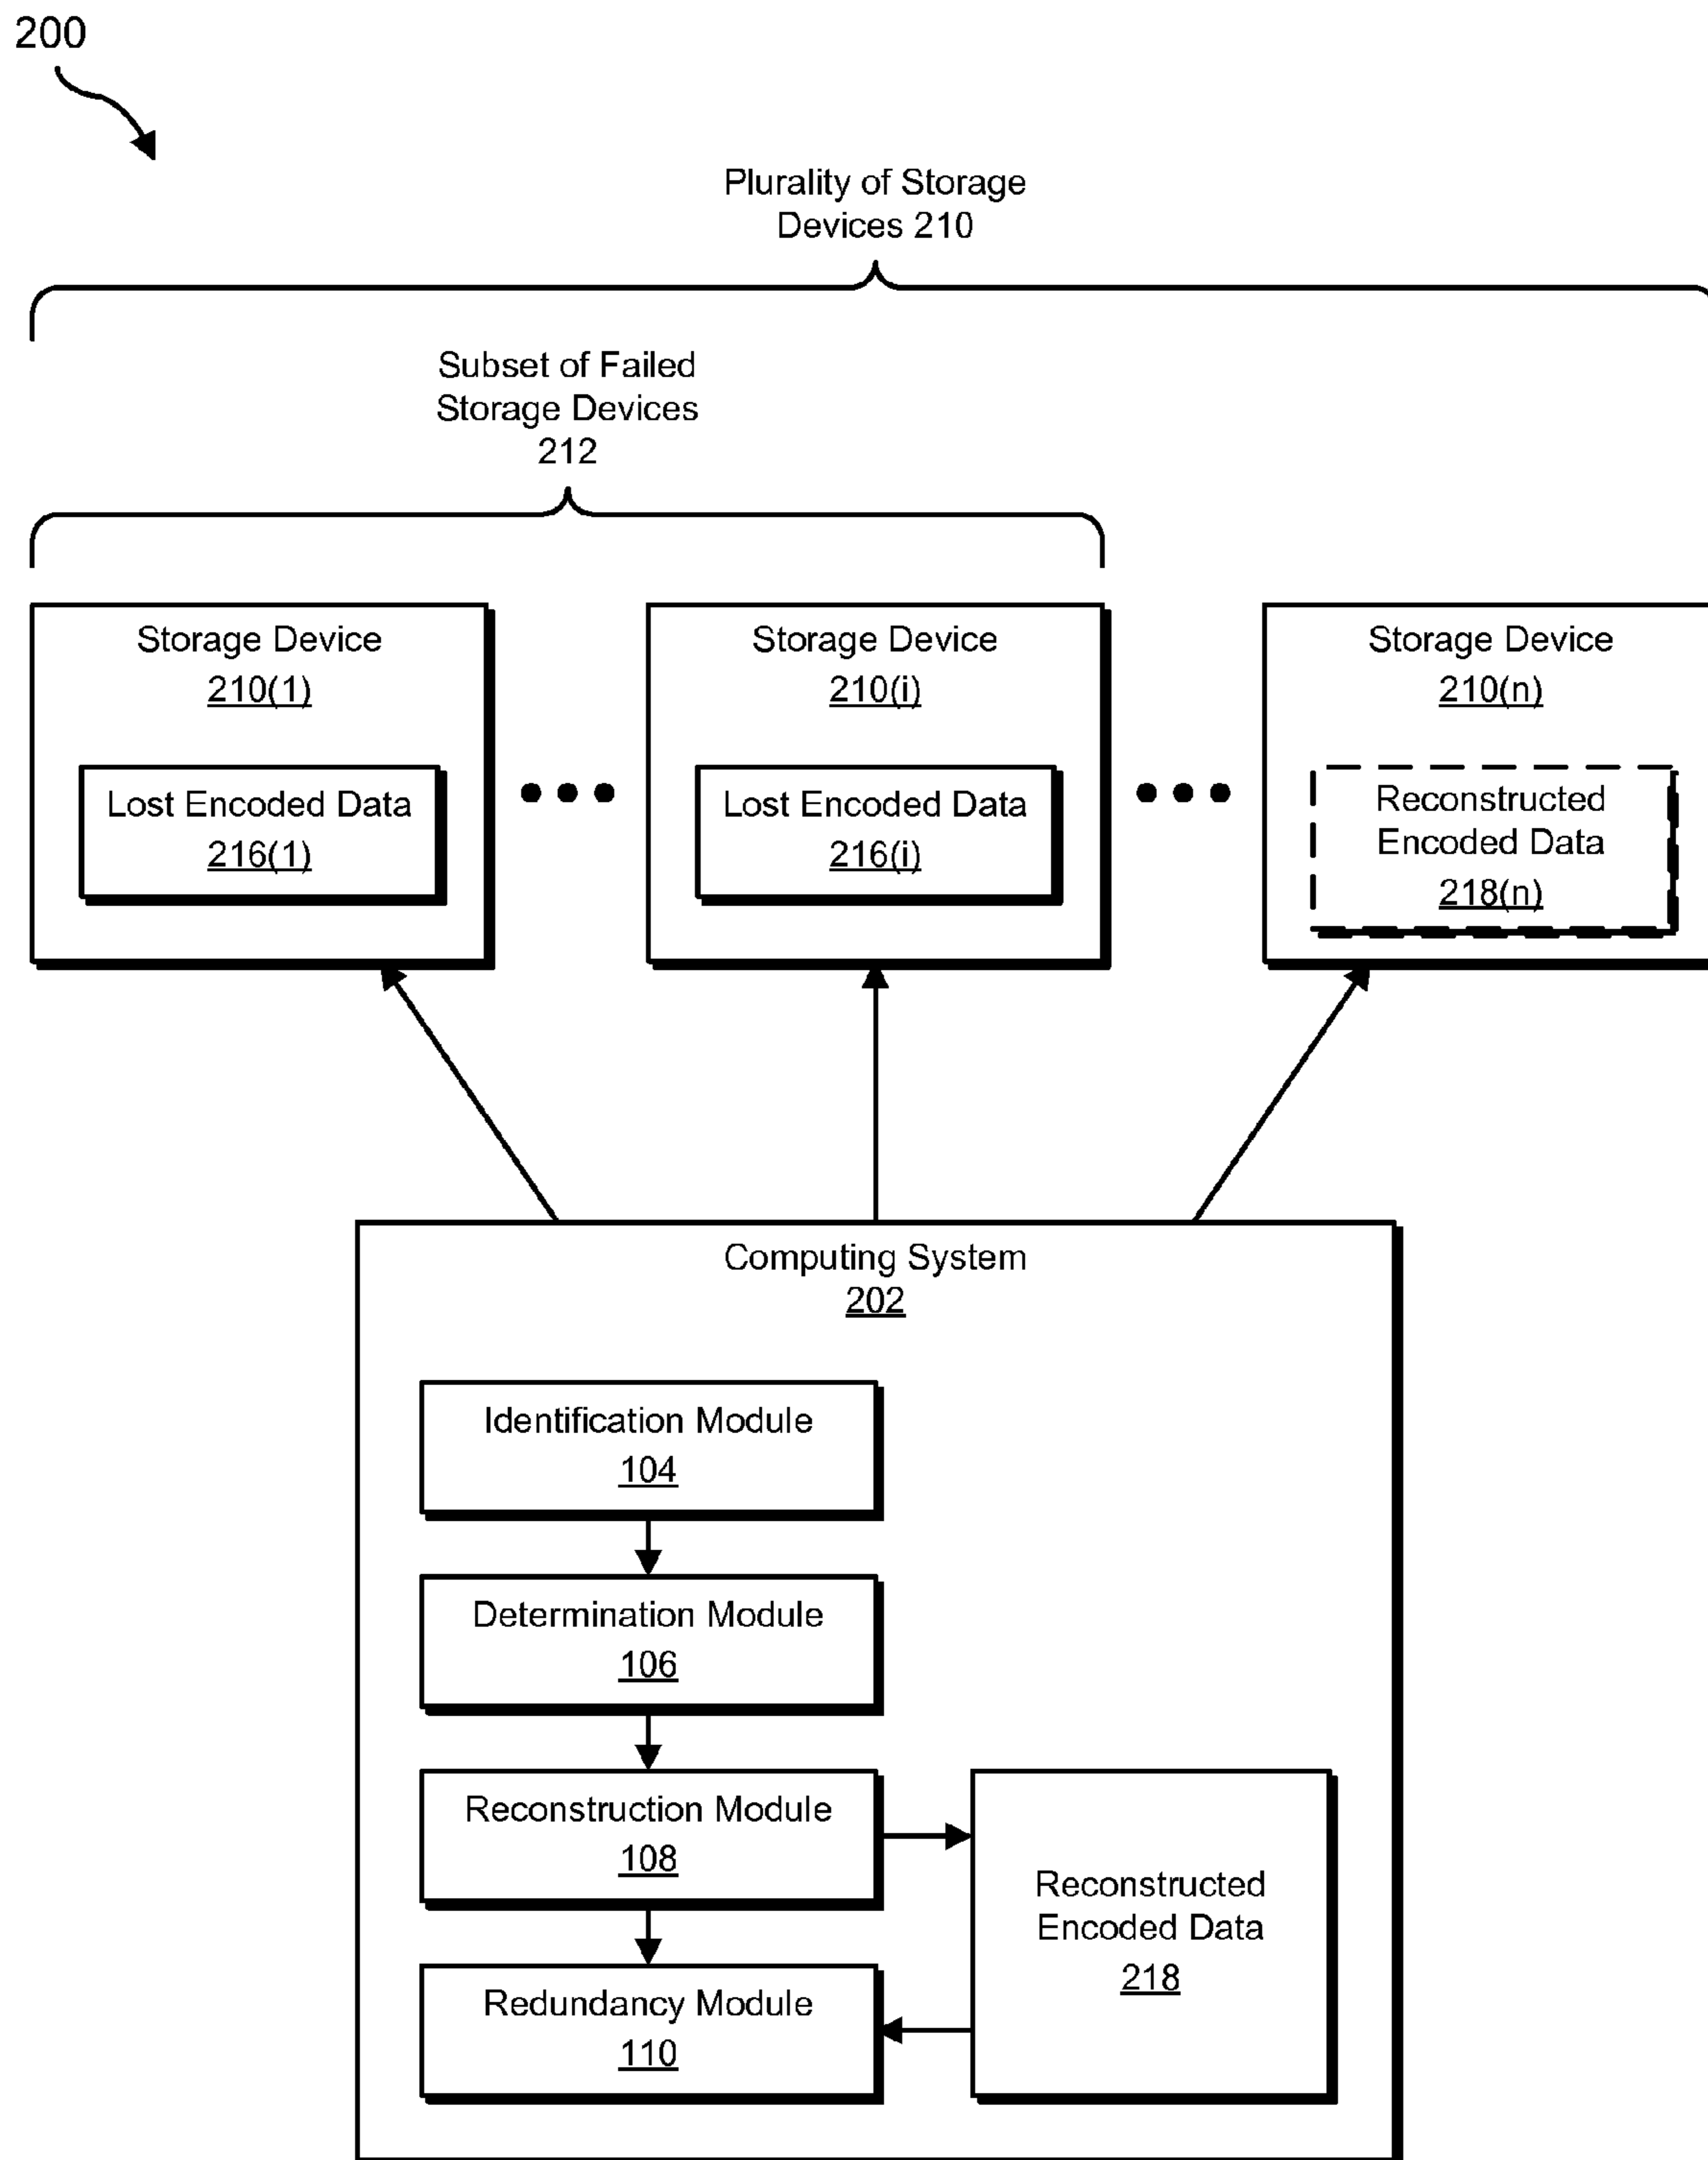 200
Plurality of Storage
Devices 210
Subset of Failed
Storage Devices
212
Storage Device
210(1)
Lost Encoded Data
216(1)
Storage Device
210(i)
Lost Encoded Data
216(i)
Storage Device
210(n)
Reconstructed
Encoded Data
218(n)
Computing System
202
Identification Module
104
Determination Module
106
Reconstruction Module
108
Reconstructed
Encoded Data
218
Redundancy Module
110